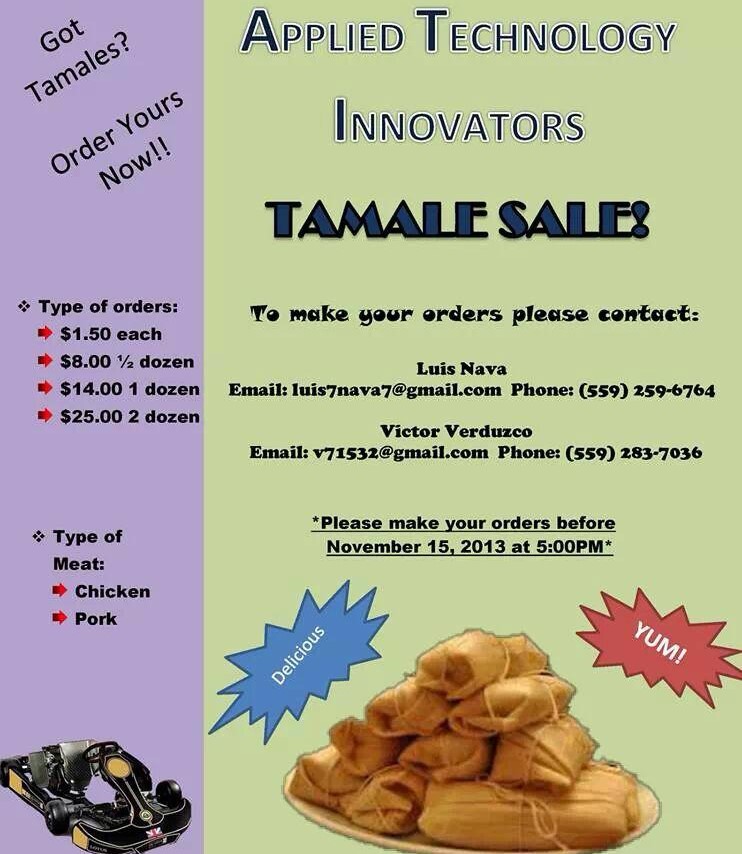 Got
Tamales?
Order Yours
Now!!
APPLIED TECHNOLOGY
INNOVATORS
TAMALE SALE!
❖ Type of orders:
$1.50 each
$8.00 ½ dozen
$14.00 1 dozen
$25.00 2 dozen
To make your orders please contact:
Luis Nava
Email: luis7nava7@gmail.com Phone: (559) 259-6764
Victor Verduzco
Email: v71532@gmail.com Phone: (559) 283-7036
*Please make your orders before
November 15, 2013 at 5:00PM*
❖ Type of
Meat:
Chicken
Pork
Delicious
YUM!
LOTUS